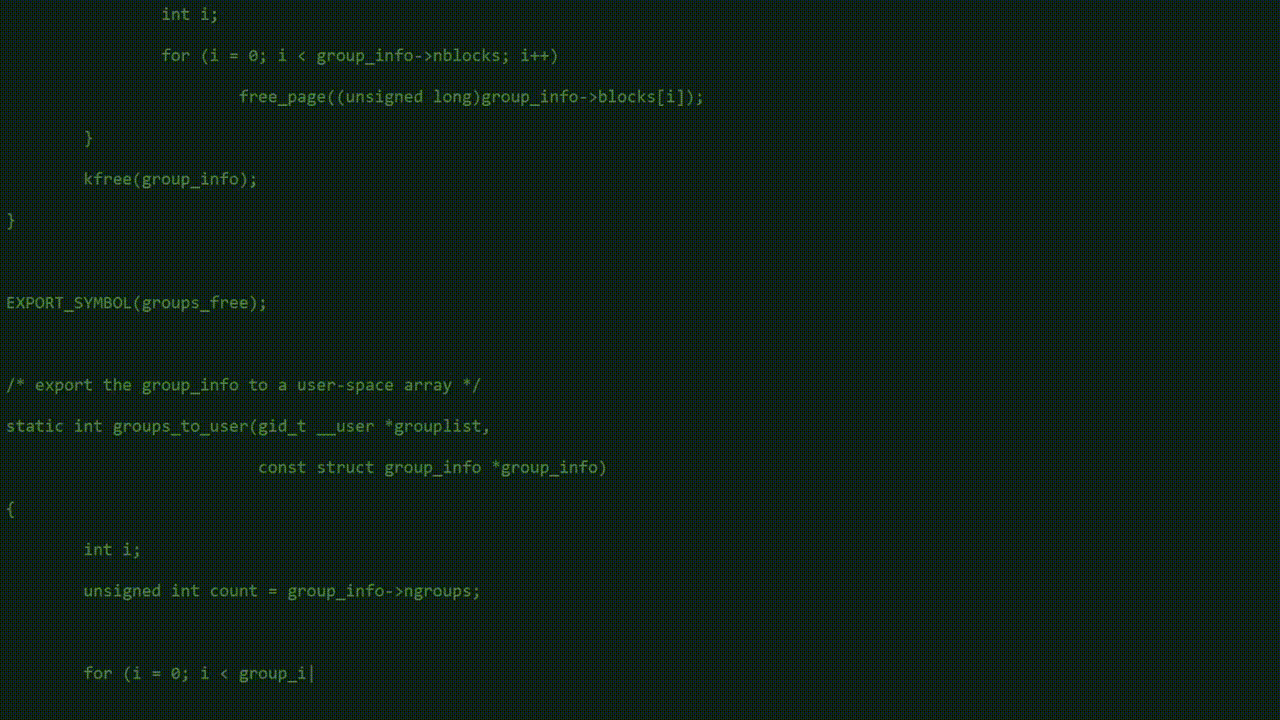 int i;
for (i = 0; i < group_info->nblocks; i++)
free_page((unsigned long)group_info->blocks[i]);
}
kfree(group_info);
}
EXPORT_SYMBOL(groups_free);
/* export the group_info to a user-space array */
static int groups_to_user(gid_t __user *grouplist,
const struct group_info *group_info)
{
int i;
unsigned int count = group_info->ngroups;
for (i = 0; i < group_i|